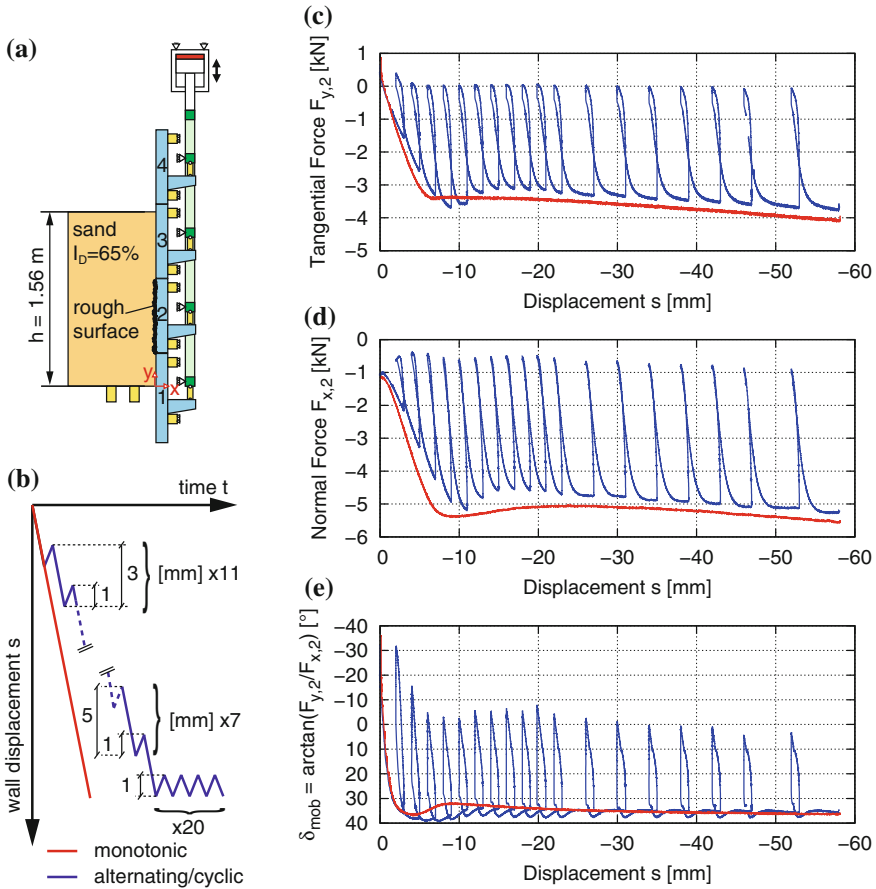 (a)
4
3
2
1
sand
I_D=65%
rough
surface
h = 1.56 m
y
x
(b)
time t
wall displacement s
3
1
} [mm] x11
5
1
} [mm] x7
1
x20
monotonic
alternating/cyclic
(c)
Tangential Force F_y,2 [kN]
1
0
-1
-2
-3
-4
-5
0 -10 -20 -30 -40 -50 -60
Displacement s [mm]
(d)
Normal Force F_x,2 [kN]
0
-1
-2
-3
-4
-5
-6
0 -10 -20 -30 -40 -50 -60
Displacement s [mm]
(e)
δ_mob = arctan(F_y,2/F_x,2) [°]
-40
-30
-20
-10
0
10
20
30
40
0 -10 -20 -30 -40 -50 -60
Displacement s [mm]